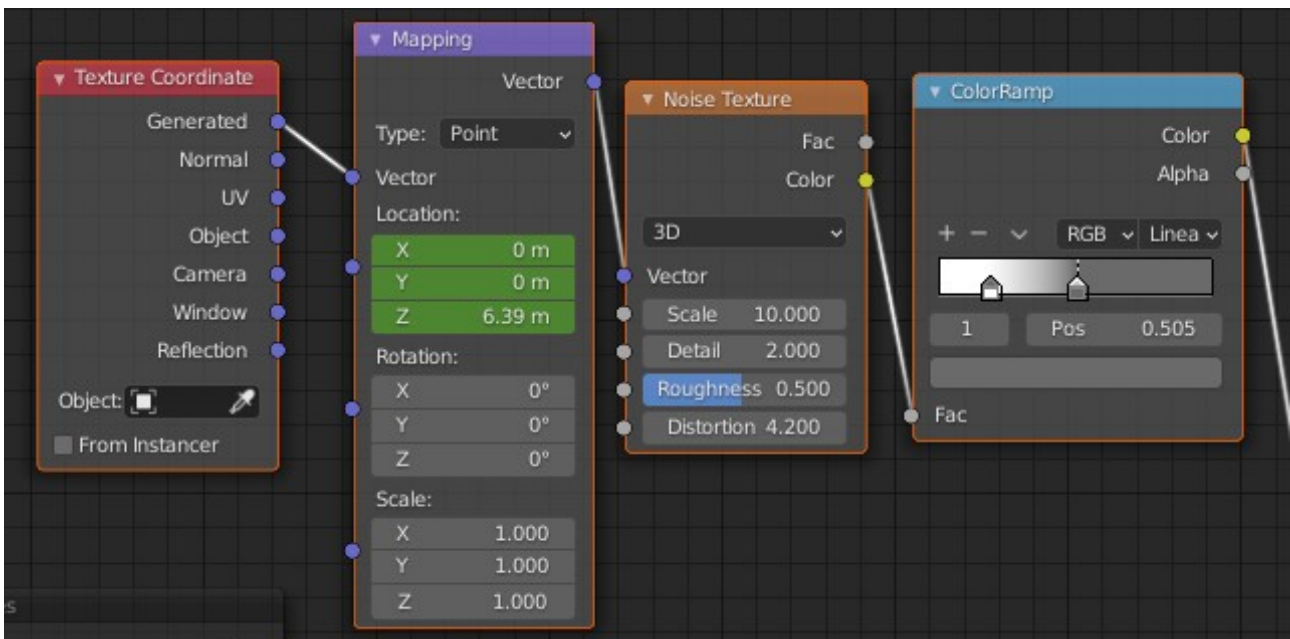 Texture Coordinate
Generated
Normal
UV
Object
Camera
Window
Reflection
Object:
From Instancer
Mapping
Vector
Type: Point
Vector
Location:
X 0 m
Y 0 m
Z 6.39 m
Rotation:
X 0°
Y 0°
Z 0°
Scale:
X 1.000
Y 1.000
Z 1.000
Noise Texture
Fac
Color
3D
Vector
Scale 10.000
Detail 2.000
Roughness 0.500
Distortion 4.200
ColorRamp
Color
Alpha
+ − RGB Linea
1 Pos 0.505
Fac